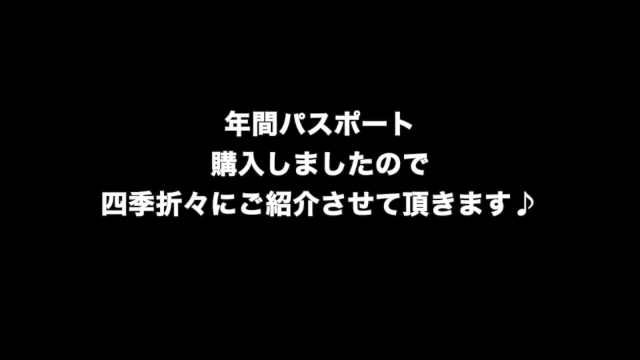 年間パスポート
購入しましたので
四季折々にご紹介させて頂きます♪